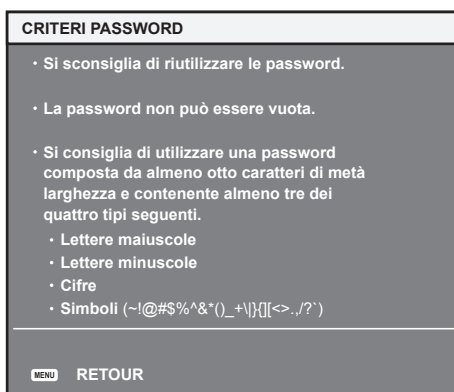 CRITERI PASSWORD
・Si sconsiglia di riutilizzare le password.
・La password non può essere vuota.
・Si consiglia di utilizzare una password
composta da almeno otto caratteri di metà
larghezza e contenente almeno tre dei
quattro tipi seguenti.
・Lettere maiuscole
・Lettere minuscole
・Cifre
・Simboli (~!@#$%^&*()_+\|}{][<>.,/?`)
MENU RETOUR